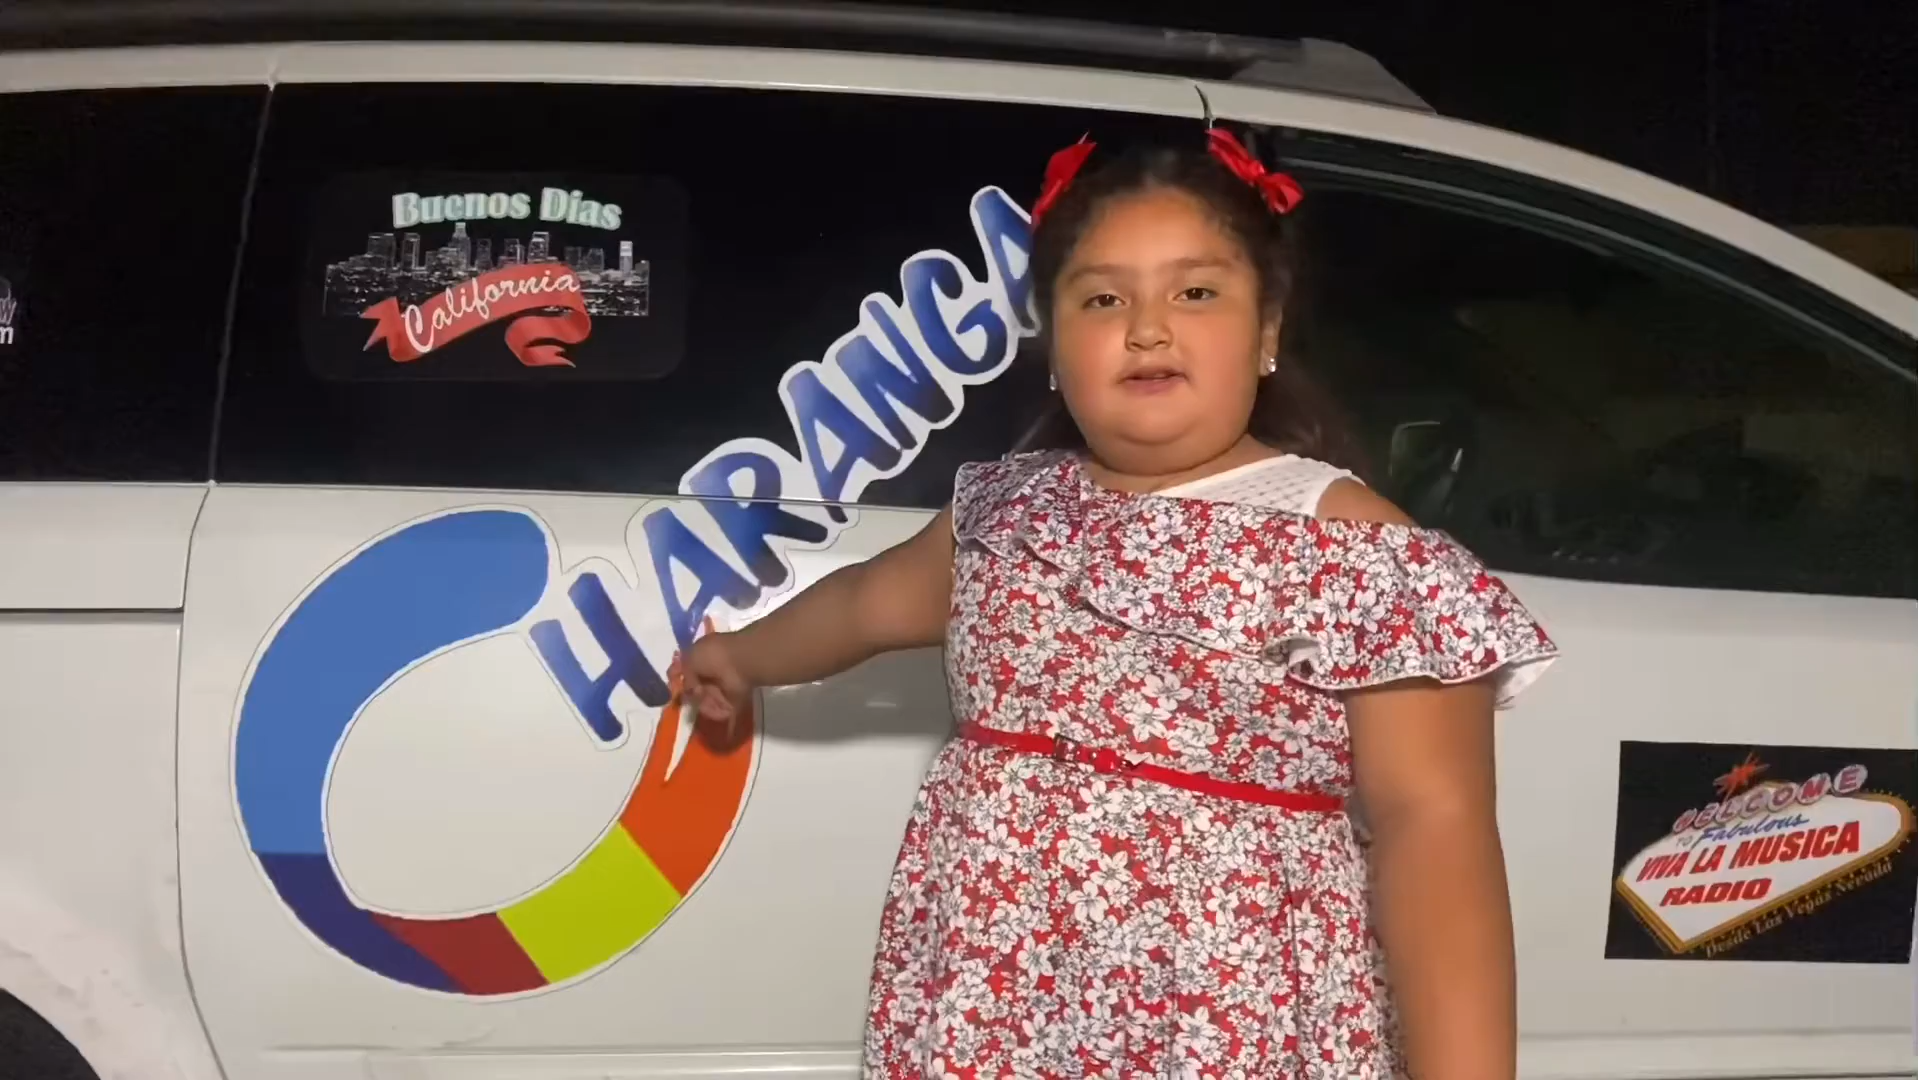 Buenos Dias
California
CHARANGA
W
m
WELCOME
TO Fabulous
VIVA LA MUSICA
RADIO
Desde Las Vegas Nevada